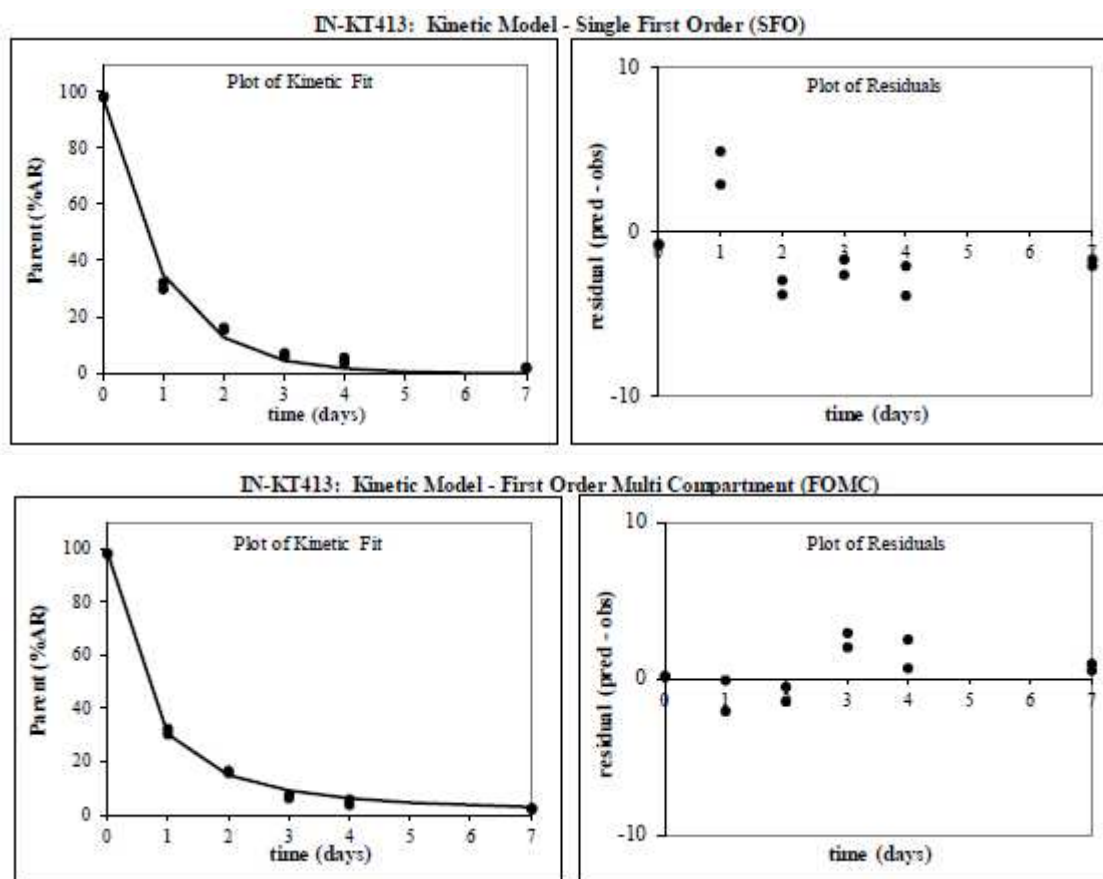 IN-KT413: Kinetic Model - Single First Order (SFO)
Plot of Kinetic Fit
Parent (%AR)
100
80
60
40
20
0
0 1 2 3 4 5 6 7
time (days)
Plot of Residuals
residual (pred - obs)
10
0
-10
0 1 2 3 4 5 6 7
time (days)
IN-KT413: Kinetic Model - First Order Multi Compartment (FOMC)
Plot of Kinetic Fit
Parent (%AR)
100
80
60
40
20
0
0 1 2 3 4 5 6 7
time (days)
Plot of Residuals
residual (pred - obs)
10
0
-10
0 1 2 3 4 5 6 7
time (days)